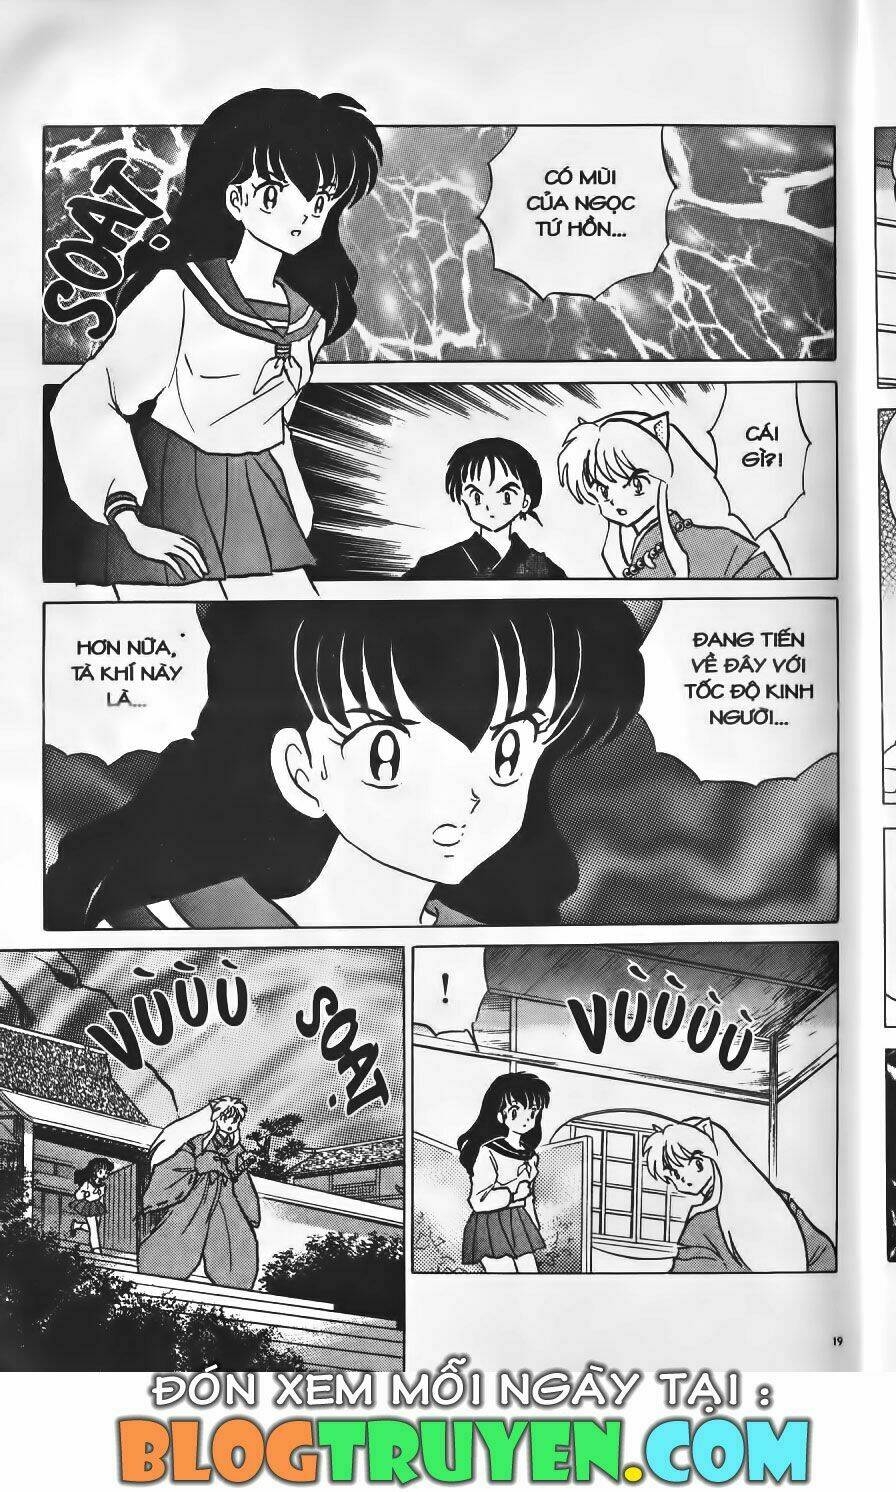 SOẠT
CÓ MÙI
CỦA NGỌC
TỨ HỒN...
CÁI
GÌ?!
HƠN NỮA,
TÀ KHÍ NÀY
LÀ...
ĐANG TIẾN
VỀ ĐÂY VỚI
TỐC ĐỘ KINH
NGƯỜI...
VÙÙÙ
SOẠT
!
VÙÙÙÙ
19
ĐÓN XEM MỖI NGÀY TẠI :
BLOGTRUYEN.COM